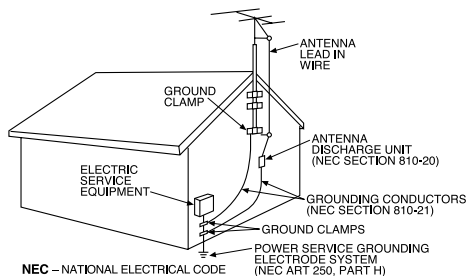 ANTENNA
LEAD IN
WIRE
GROUND
CLAMP
ANTENNA
DISCHARGE UNIT
(NEC SECTION 810-20)
ELECTRIC
SERVICE
EQUIPMENT
GROUNDING CONDUCTORS
(NEC SECTION 810-21)
GROUND CLAMPS
POWER SERVICE GROUNDING
ELECTRODE SYSTEM
(NEC ART 250, PART H)
NEC – NATIONAL ELECTRICAL CODE